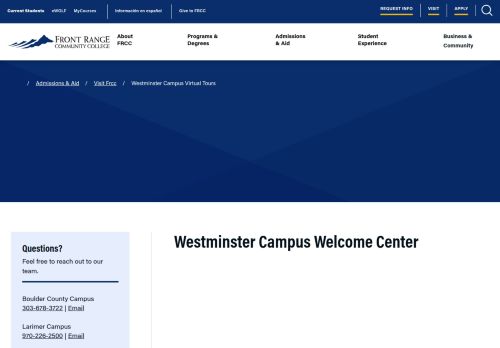 Current Students eWOLF MyCourses Información en español Give to FRCC REQUEST INFO VISIT APPLY
FRONT RANGE
COMMUNITY COLLEGE
About
FRCC
Programs &
Degrees
Admissions
& Aid
Student
Experience
Business &
Community
/ Admissions & Aid / Visit Frcc / Westminster Campus Virtual Tours
Westminster Campus Welcome Center
Questions?
Feel free to reach out to our
team.
Boulder County Campus
303-678-3722 | Email
Larimer Campus
970-226-2500 | Email